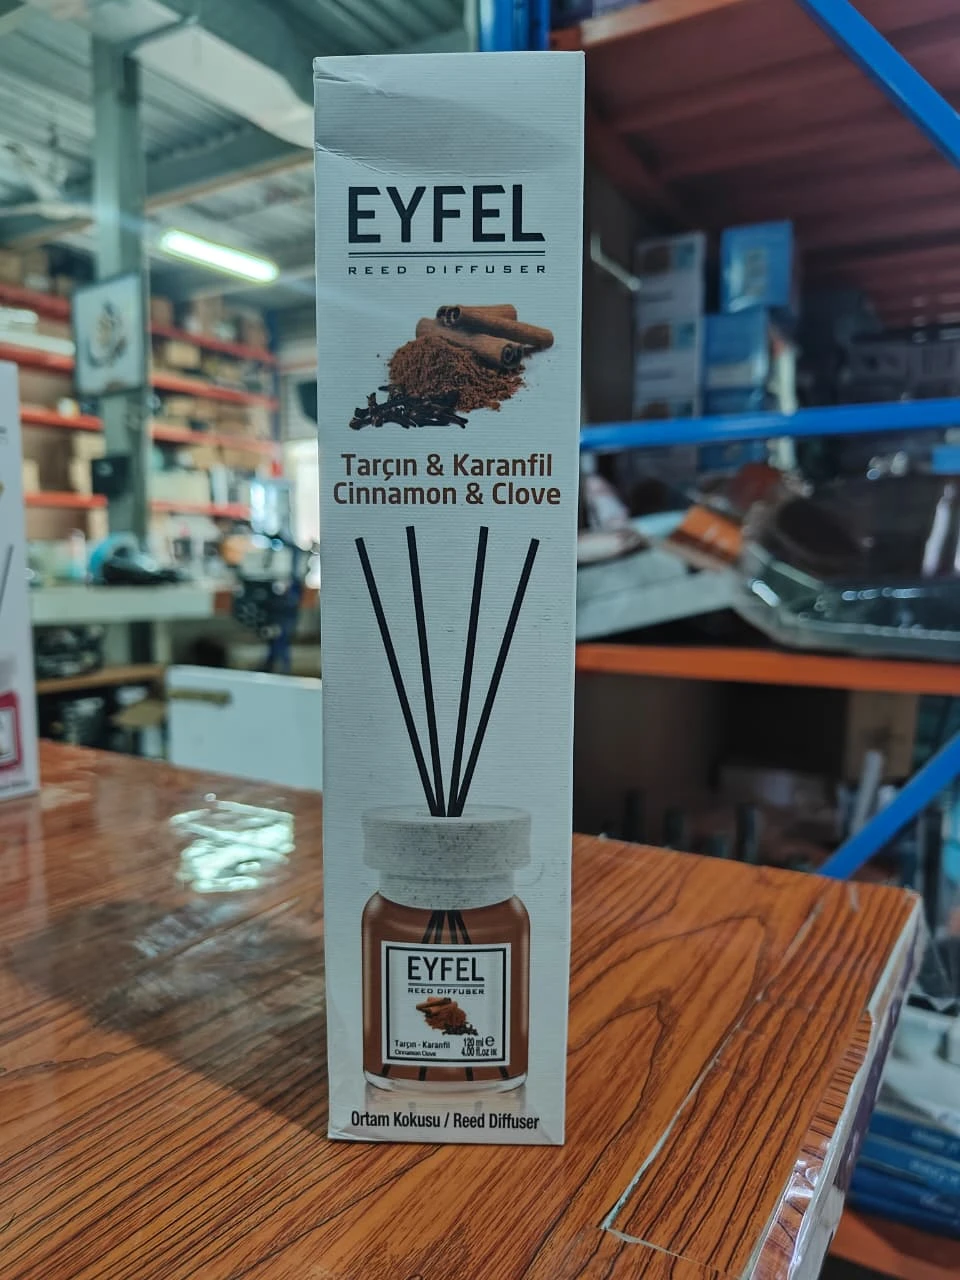 EYFEL
REED DIFFUSER
Tarçın & Karanfil
Cinnamon & Clove
EYFEL
REED DIFFUSER
Tarçın - Karanfil
Cinnamon Clove
120 ml e
4.00 fl.oz
Ortam Kokusu / Reed Diffuser